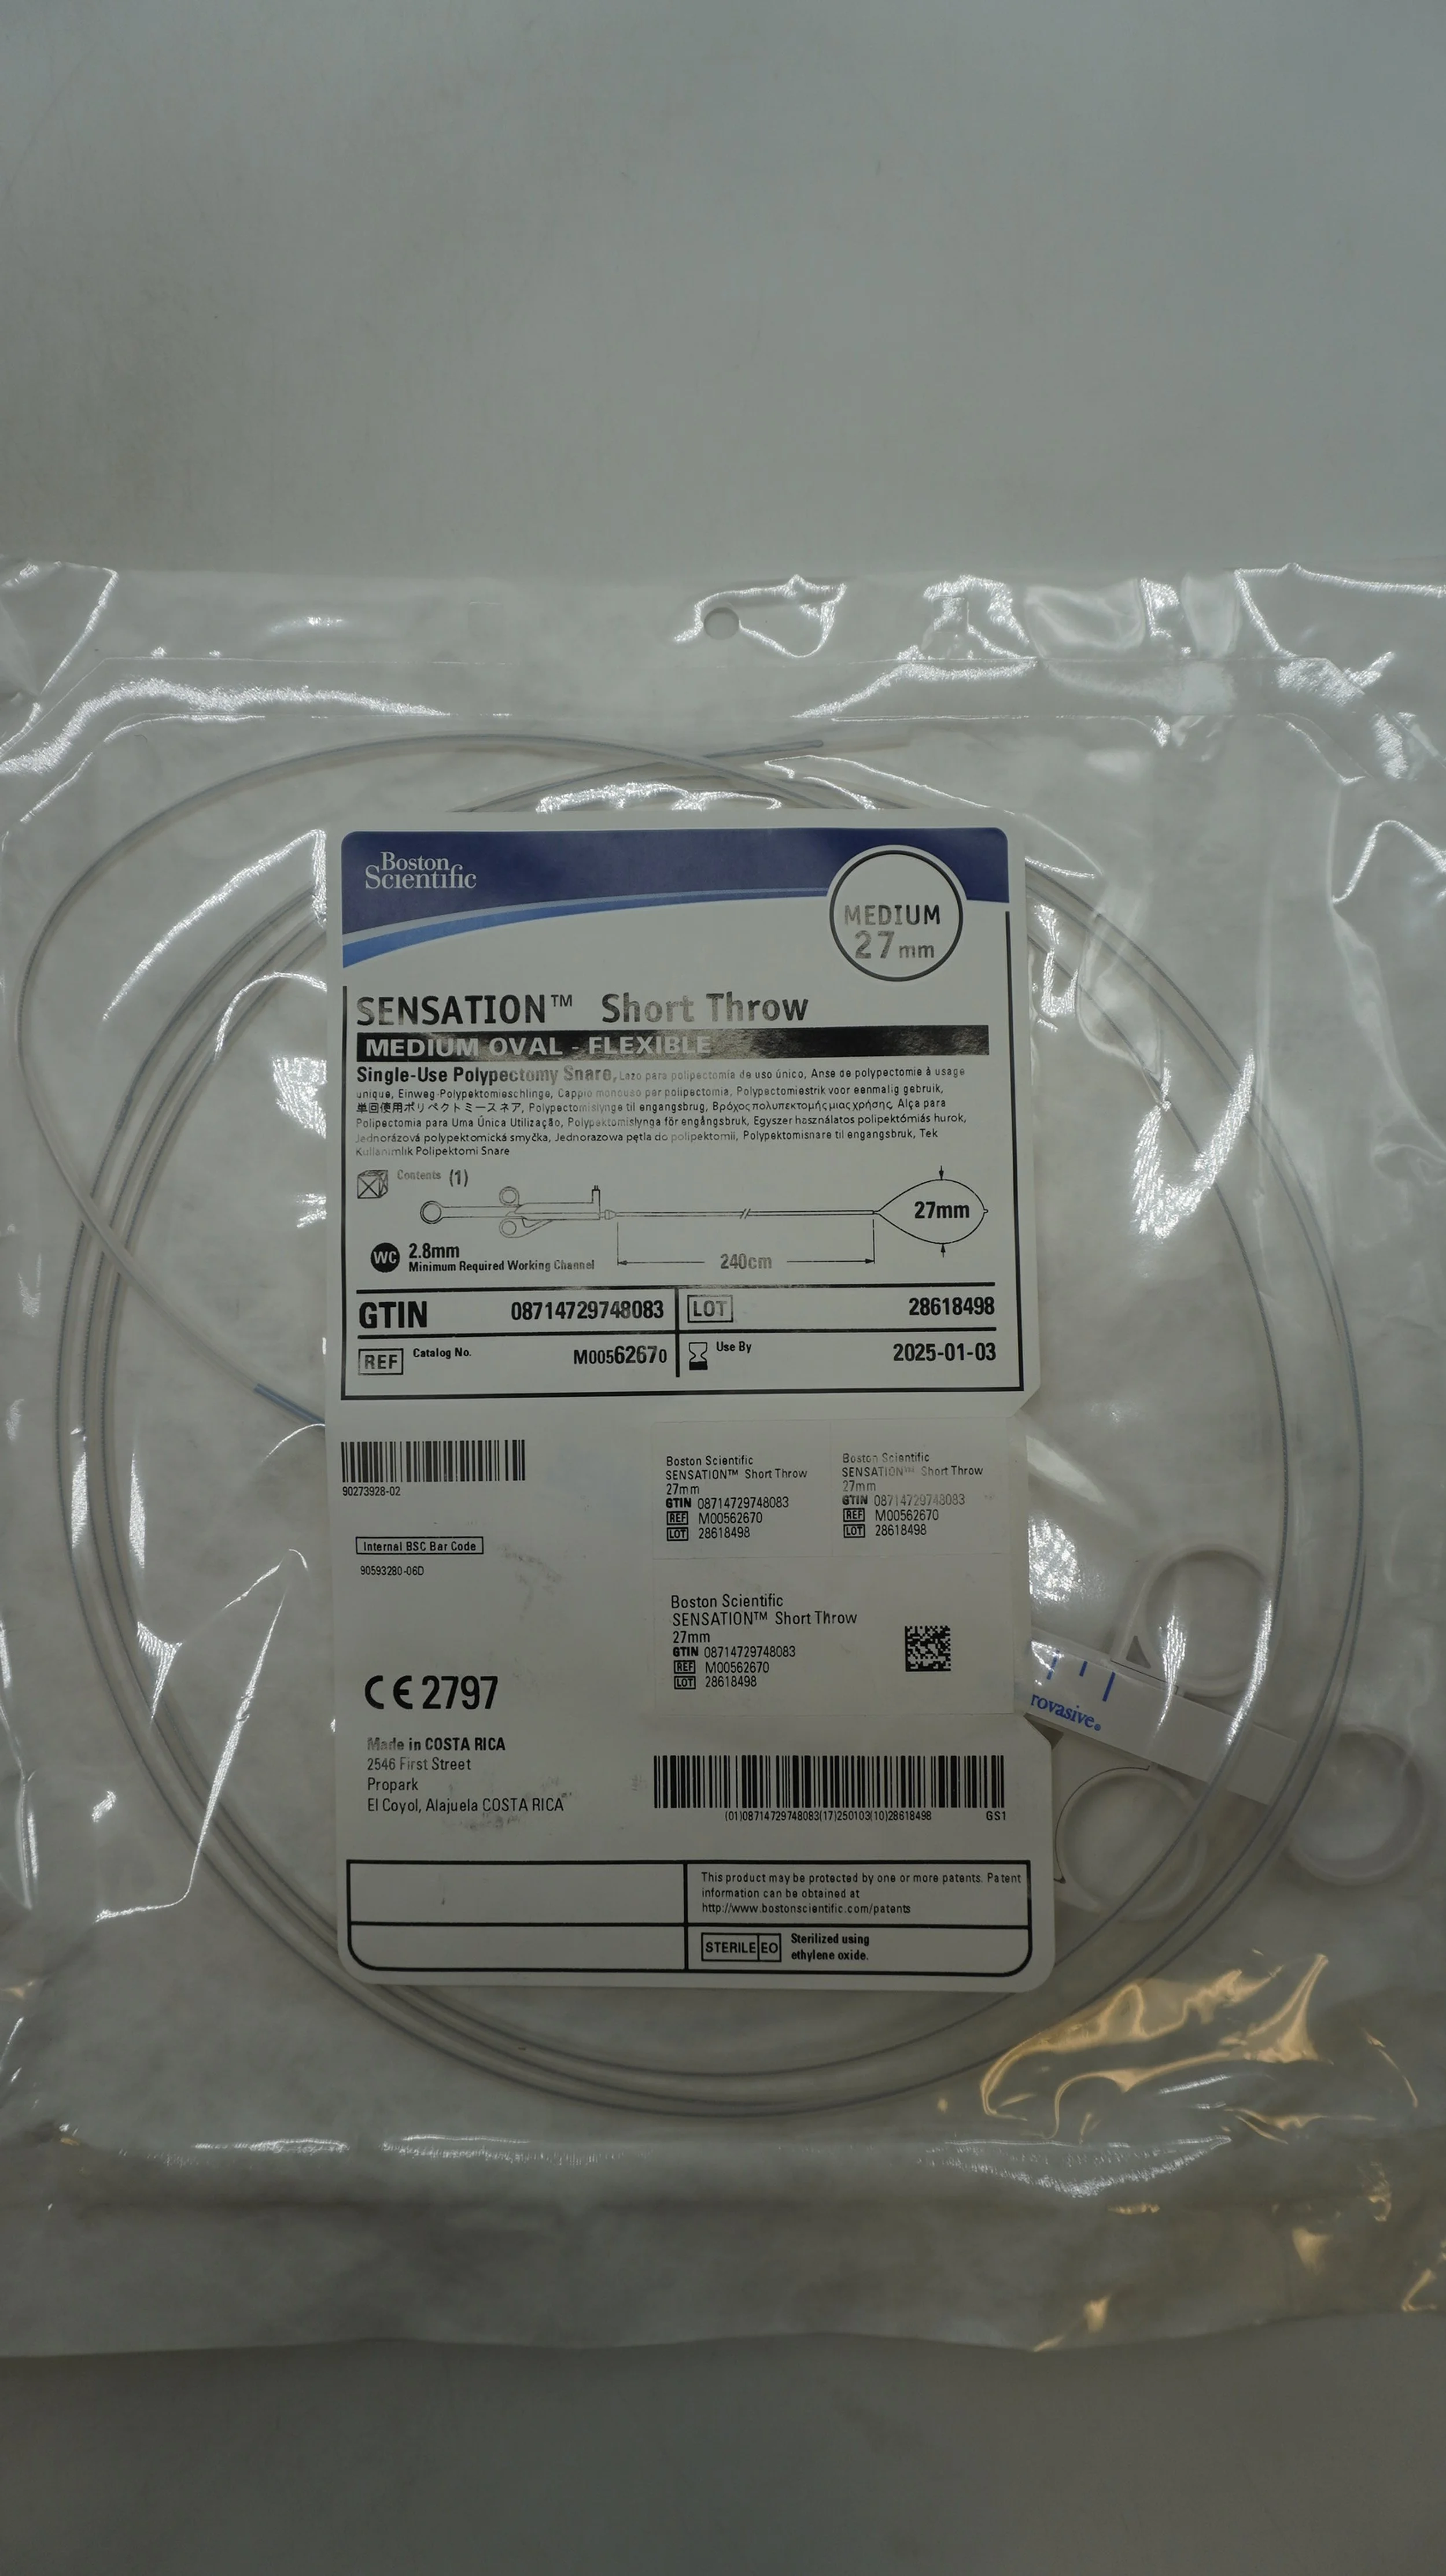 Boston
Scientific
MEDIUM
27 mm
SENSATION™ Short Throw
MEDIUM OVAL - FLEXIBLE
Single-Use Polypectomy Snare, Lazo para polipectomía de uso único, Anse de polypectomie à usage
unique, Einweg-Polypektomieschlinge, Cappio monouso per polipectomia, Polypectomiestrik voor eenmalig gebruik,
単回使用ポリペクトミースネア, Polypectomislynge til engangsbrug, Βρόχος πολυπεκτομής μιας χρήσης, Alça para
Polipectomia para Uma Única Utilização, Polypektomislynga för engångsbruk, Egyszer használatos polipektómiás hurok,
Jednorázová polypektomická smyčka, Jednorazowa pętla do polipektomii, Polypektomisnare til engangsbruk, Tek
Kullanımlık Polipektomi Snare
Contents (1)
27mm
WC 2.8mm
Minimum Required Working Channel
240cm
GTIN 08714729748083 LOT 28618498
REF Catalog No. M00562670 Use By 2025-01-03
90273928-02
Internal BSC Bar Code
90593280-06D
Boston Scientific
SENSATION™ Short Throw
27mm
GTIN 08714729748083
REF M00562670
LOT 28618498
Boston Scientific
SENSATION™ Short Throw
27mm
GTIN 08714729748083
REF M00562670
LOT 28618498
Boston Scientific
SENSATION™ Short Throw
27mm
GTIN 08714729748083
REF M00562670
LOT 28618498
CE 2797
rovasive®
Made in COSTA RICA
2546 First Street
Propark
El Coyol, Alajuela COSTA RICA
(01)08714729748083(17)250103(10)28618498 GS1
This product may be protected by one or more patents. Patent
information can be obtained at
http://www.bostonscientific.com/patents
STERILE EO Sterilized using
ethylene oxide.